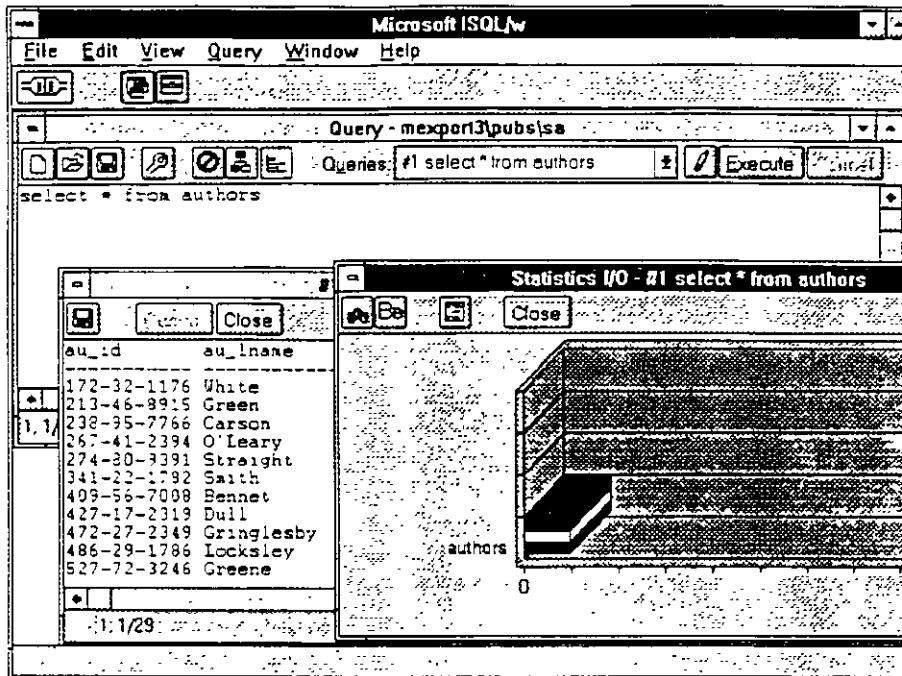 Microsoft ISQL/w
File Edit View Query Window Help
Query - mexport3\pubs\sa
Queries: #1 select * from authors Execute
select * from authors
Statistics I/O - #1 select * from authors
Close
Close
au_id au_lname
172-32-1176 White
213-46-8915 Green
238-95-7766 Carson
267-41-2394 O'Leary
274-80-9391 Straight
341-22-1782 Smith
409-56-7008 Bennet
427-17-2319 Dull
472-27-2349 Gringlesby
486-29-1786 Locksley
527-72-3246 Greene
authors
0
1, 1/
1, 1/29